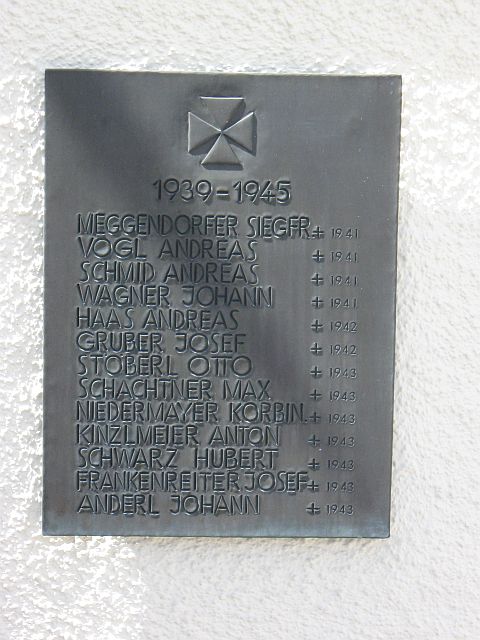 1939-1945
MEGGENDORFER SIEGFR. + 1941
VOGL ANDREAS + 1941
SCHMID ANDREAS + 1941
WAGNER JOHANN + 1941
HAAS ANDREAS + 1942
GRUBER JOSEF + 1942
STÖBERL OTTO + 1943
SCHACHTNER MAX + 1943
NIEDERMAYER KORBIN. + 1943
KINZLMEIER ANTON + 1943
SCHWARZ HUBERT + 1943
FRANKENREITER JOSEF + 1943
ANDERL JOHANN + 1943